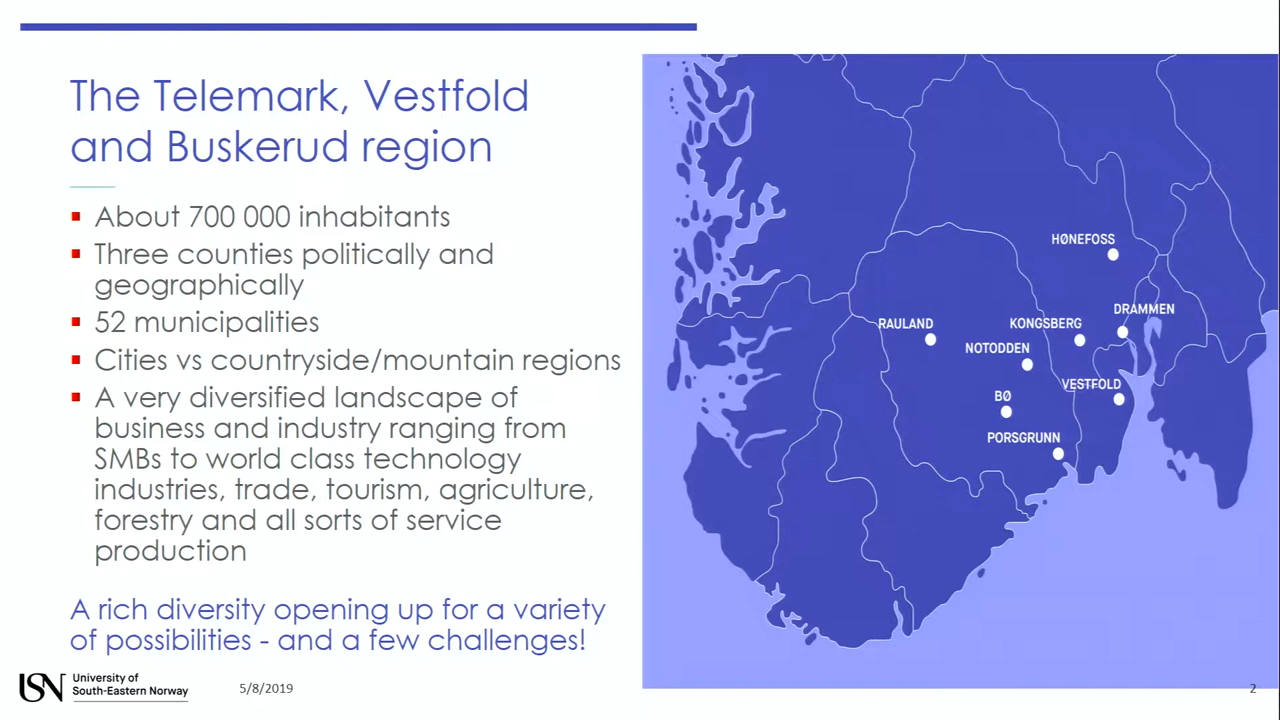 The Telemark, Vestfold
and Buskerud region
About 700 000 inhabitants
Three counties politically and
geographically
52 municipalities
Cities vs countryside/mountain regions
A very diversified landscape of
business and industry ranging from
SMBs to world class technology
industries, trade, tourism, agriculture,
forestry and all sorts of service
production
A rich diversity opening up for a variety
of possibilities - and a few challenges!
HØNEFOSS
DRAMMEN
RAULAND
KONGSBERG
NOTODDEN
VESTFOLD
BØ
PORSGRUNN
USN University of
South-Eastern Norway
5/8/2019
2